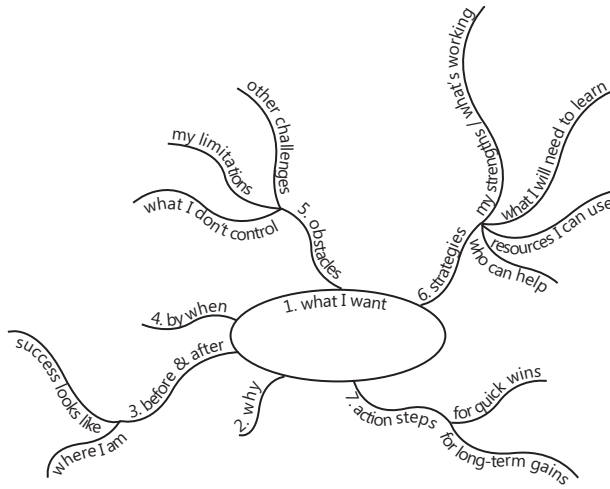 1. what I want
2. why
3. before & after
success looks like
where I am
4. by when
5. obstacles
what I don't control
my limitations
other challenges
6. strategies
my strengths / what's working
what I will need to learn
resources I can use
who can help
7. action steps
for quick wins
for long-term gains